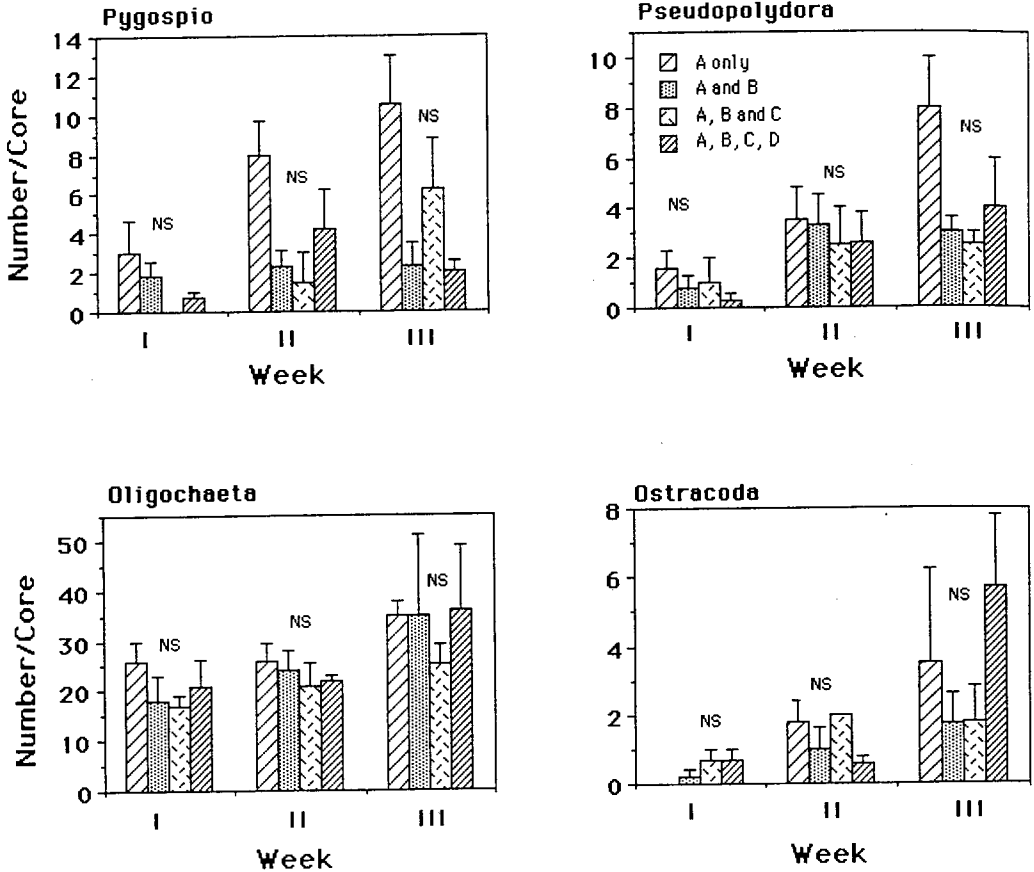 Pygospio
Number/Core
14
12
10
8
6
4
2
0
NS
NS
NS
I II III
Week
Pseudopolydora
10
8
6
4
2
0
A only
A and B
A, B and C
A, B, C, D
NS
NS
NS
I II III
Week
Oligochaeta
Number/Core
50
40
30
20
10
0
NS
NS
NS
I II III
Week
Ostracoda
8
6
4
2
0
NS
NS
NS
I II III
Week